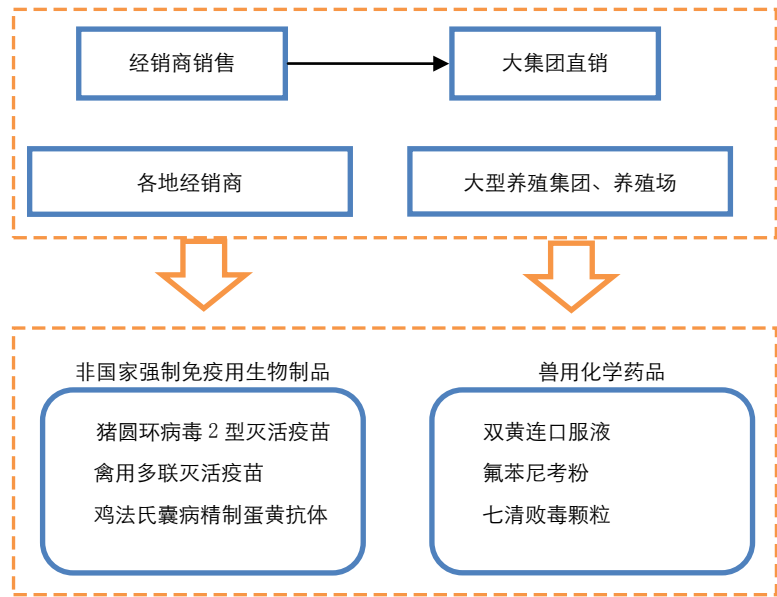 经销商销售
大集团直销
各地经销商
大型养殖集团、养殖场
非国家强制免疫用生物制品
兽用化学药品
猪圆环病毒 2 型灭活疫苗
禽用多联灭活疫苗
鸡法氏囊病精制蛋黄抗体
双黄连口服液
氟苯尼考粉
七清败毒颗粒